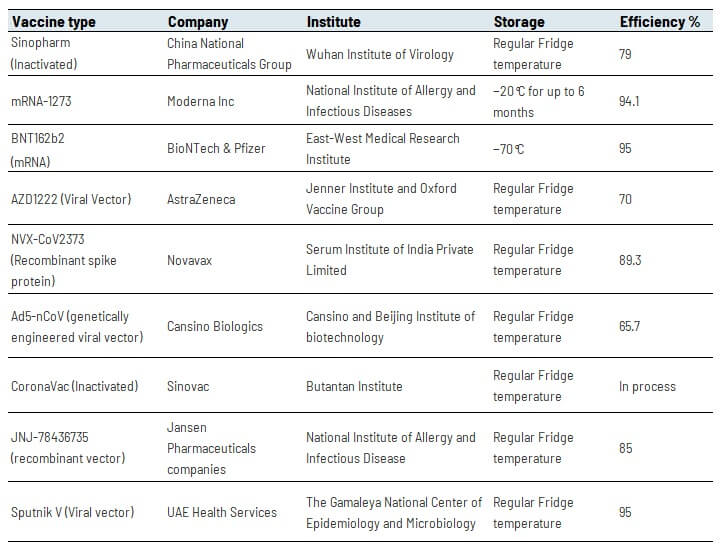 Vaccine type Company Institute Storage Efficiency %
Sinopharm
(Inactivated)
China National
Pharmaceuticals Group
Wuhan Institute of Virology
Regular Fridge
temperature
79
mRNA-1273
Moderna Inc
National Institute of Allergy and
Infectious Diseases
−20℃ for up to 6
months
94.1
BNT162b2
(mRNA)
BioNTech & Pfizer
East-West Medical Research
Institute
−70℃
95
AZD1222 (Viral Vector)
AstraZeneca
Jenner Institute and Oxford
Vaccine Group
Regular Fridge
temperature
70
NVX-CoV2373
(Recombinant spike
protein)
Novavax
Serum Institute of India Private
Limited
Regular Fridge
temperature
89.3
Ad5-nCoV (genetically
engineered viral vector)
Cansino Biologics
Cansino and Beijing Institute of
biotechnology
Regular Fridge
temperature
65.7
CoronaVac (Inactivated)
Sinovac
Butantan Institute
Regular Fridge
temperature
In process
JNJ-78436735
(recombinant vector)
Jansen
Pharmaceuticals
companies
National Institute of Allergy and
Infectious Disease
Regular Fridge
temperature
85
Sputnik V (Viral vector)
UAE Health Services
The Gamaleya National Center of
Epidemiology and Microbiology
Regular Fridge
temperature
95